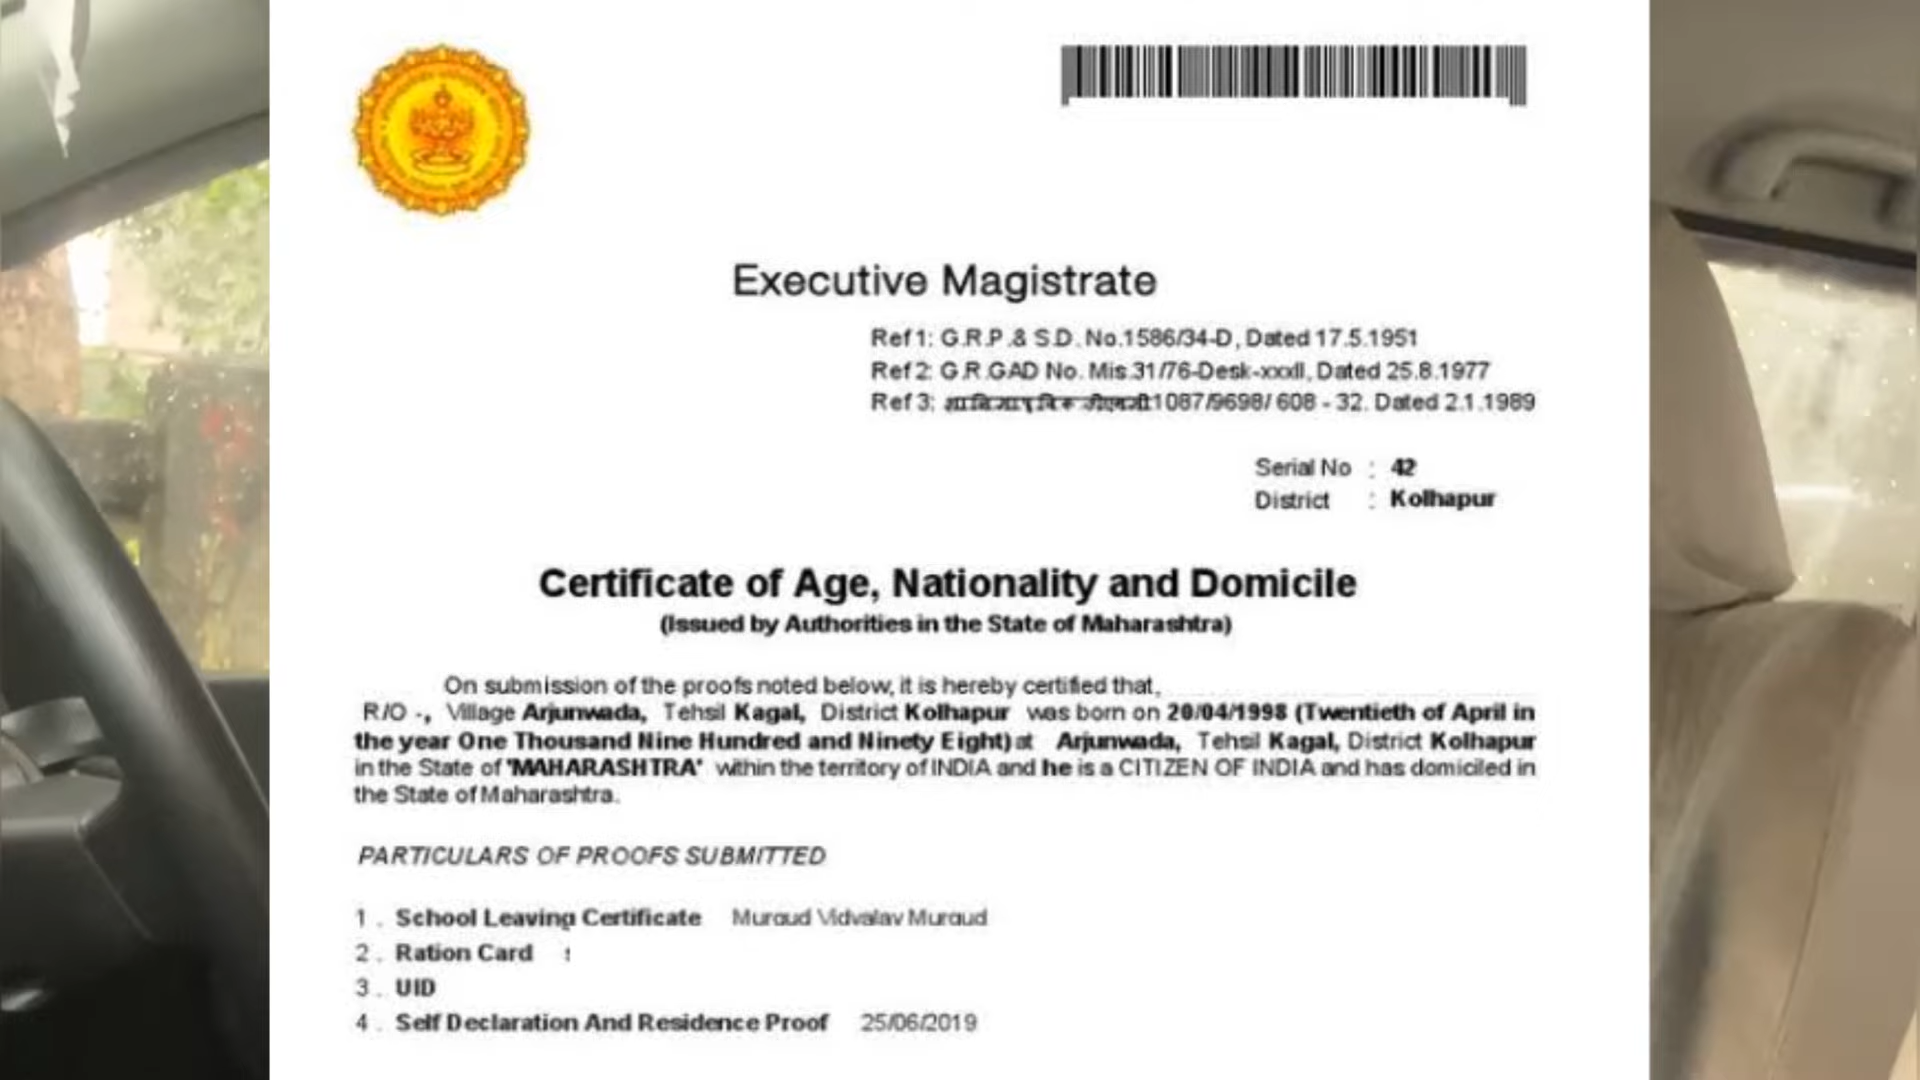 Executive Magistrate
Ref 1: G.R.P.& S.D. No.1586/34-D, Dated 17.5.1951
Ref 2: G.R.GAD No. Mis.31/76-Desk-xxxII, Dated 25.8.1977
Ref 3: 1087/9698/ 608 - 32. Dated 2.1.1989
Serial No : 42
District : Kolhapur
Certificate of Age, Nationality and Domicile
(Issued by Authorities in the State of Maharashtra)
On submission of the proofs noted below, it is hereby certified that,
R/O -, Village Arjunwada, Tehsil Kagal, District Kolhapur was born on 20/04/1998 (Twentieth of April in
the year One Thousand Nine Hundred and Ninety Eight) at Arjunwada, Tehsil Kagal, District Kolhapur
in the State of 'MAHARASHTRA' within the territory of INDIA and he is a CITIZEN OF INDIA and has domiciled in
the State of Maharashtra.
PARTICULARS OF PROOFS SUBMITTED
1 . School Leaving Certificate Murgud Vidyalay Murgud
2 . Ration Card
3 . UID
4 . Self Declaration And Residence Proof 25/06/2019